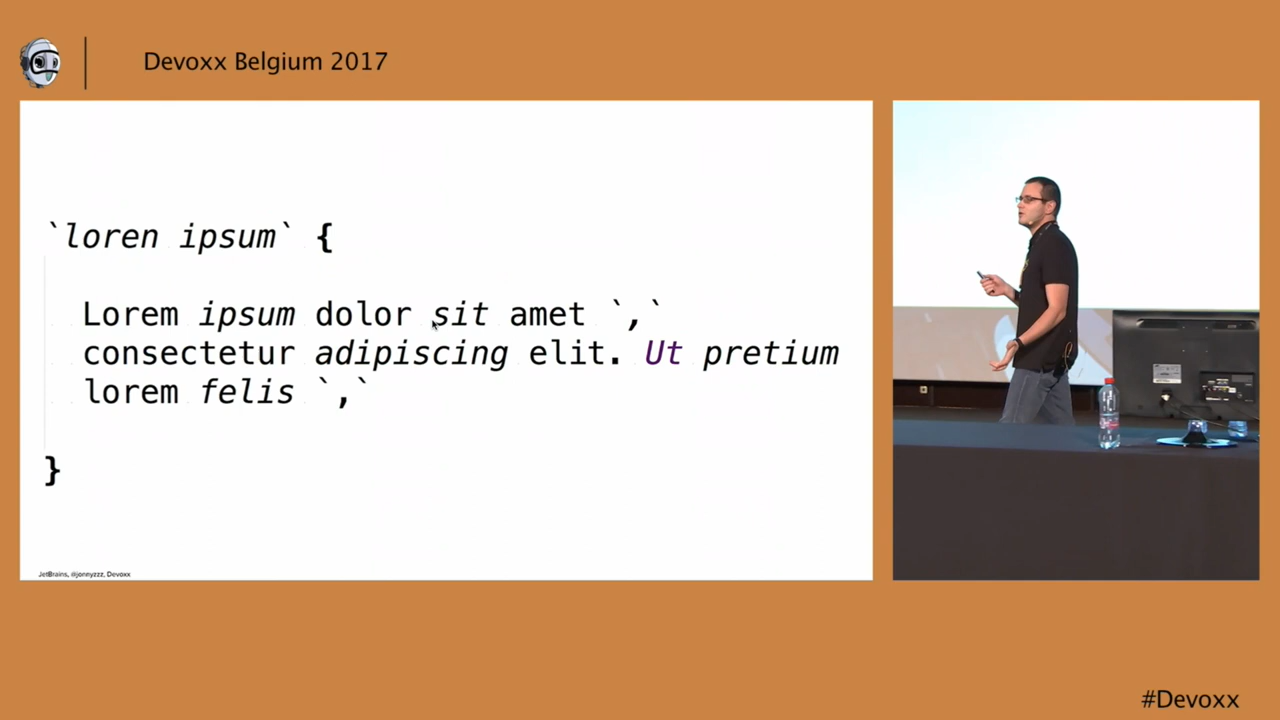 Devoxx Belgium 2017
`loren ipsum` {
Lorem ipsum dolor sit amet `,`
consectetur adipiscing elit. Ut pretium
lorem felis `,`
}
JetBrains, @jonnyzzz, Devoxx
#Devoxx